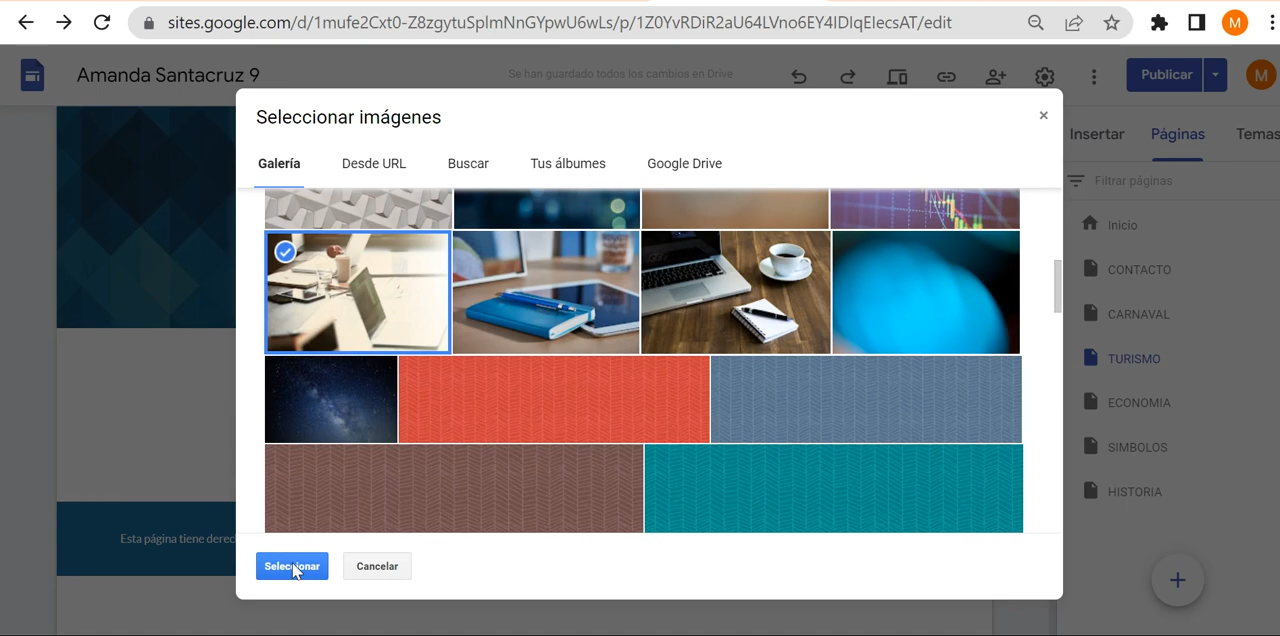 sites.google.com/d/1mufe2Cxt0-Z8zgytuSplmNnGYpwU6wLs/p/1Z0YvRDiR2aU64LVno6EY4IDlqElecsAT/edit
M
Amanda Santacruz 9
Se han guardado todos los cambios en Drive
Publicar
M
Seleccionar imágenes
×
Insertar
Páginas
Temas
Galería
Desde URL
Buscar
Tus álbumes
Google Drive
Filtrar páginas
Inicio
CONTACTO
CARNAVAL
TURISMO
ECONOMIA
SIMBOLOS
HISTORIA
Esta página tiene derec
Seleccionar
Cancelar